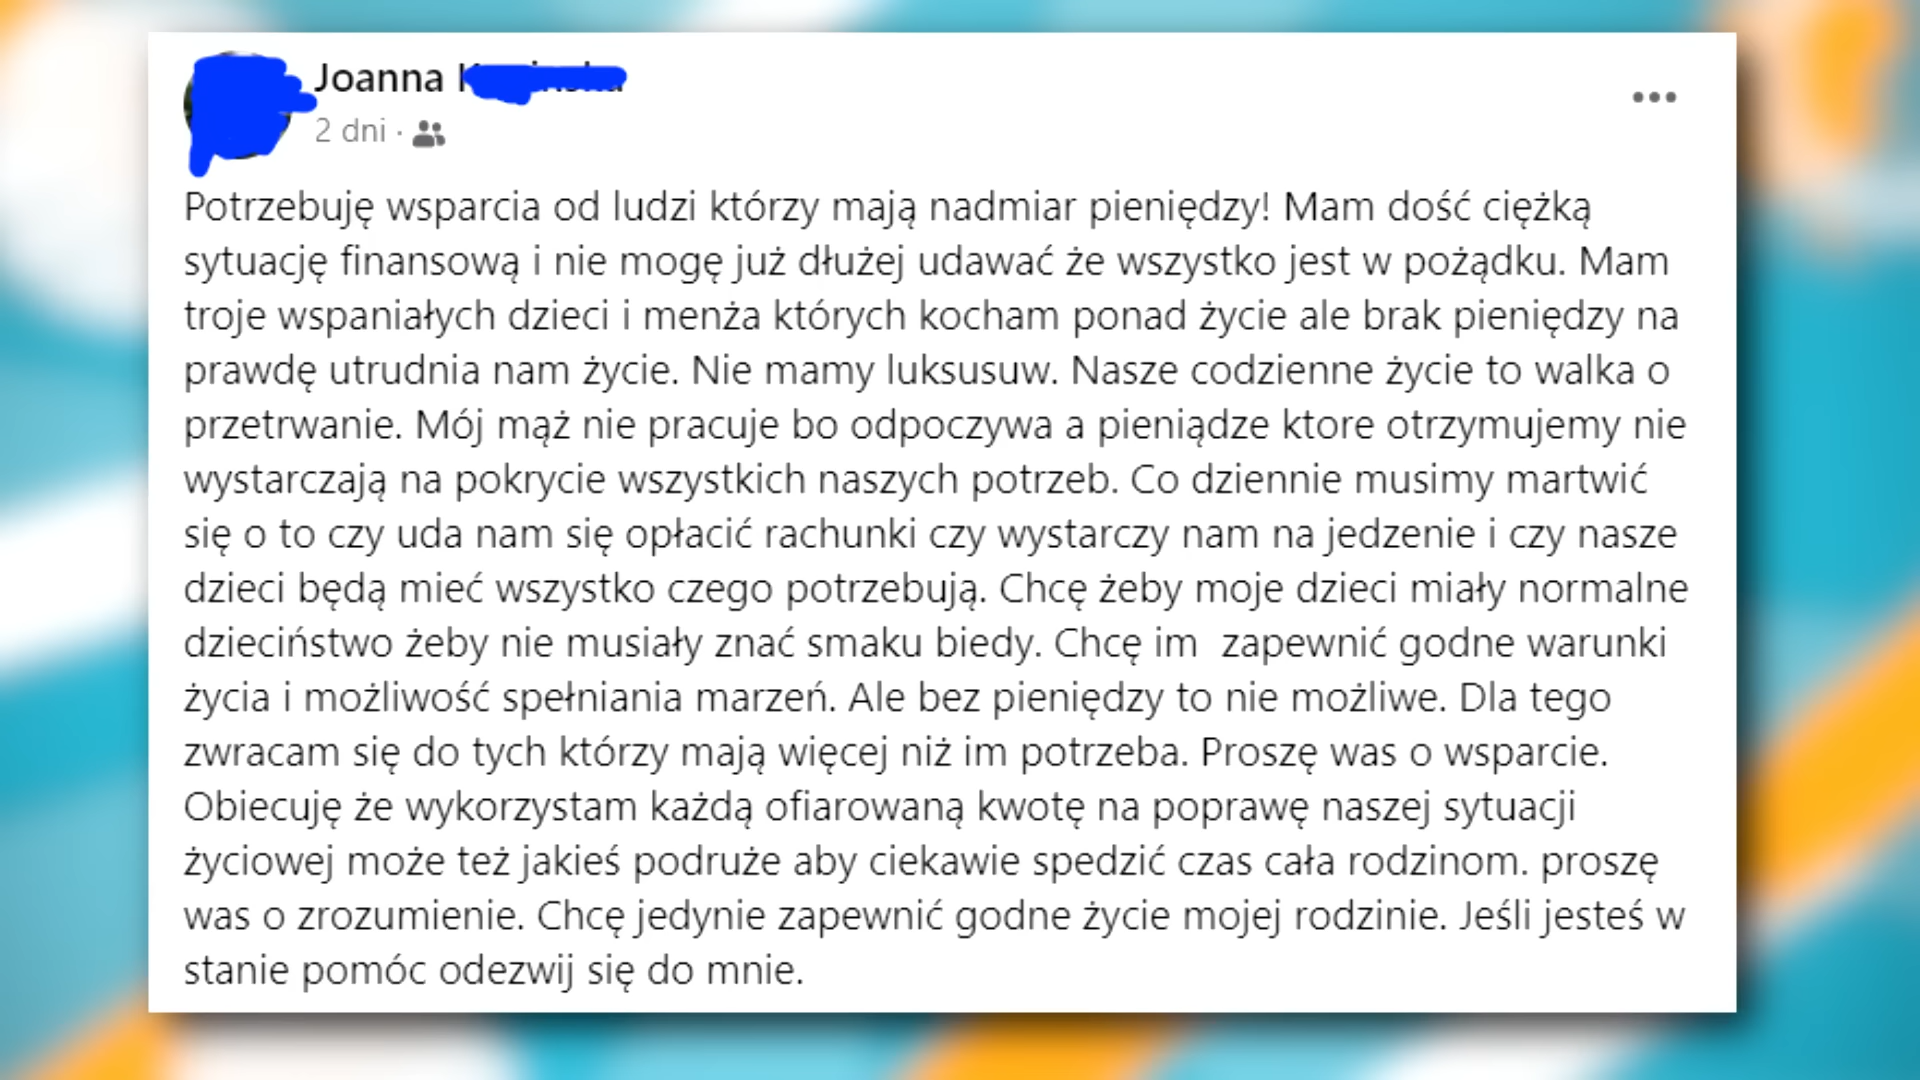 Joanna
2 dni ·
Potrzebuję wsparcia od ludzi którzy mają nadmiar pieniędzy! Mam dość ciężką
sytuację finansową i nie mogę już dłużej udawać że wszystko jest w pożądku. Mam
troje wspaniałych dzieci i menża których kocham ponad życie ale brak pieniędzy na
prawdę utrudnia nam życie. Nie mamy luksusuw. Nasze codzienne życie to walka o
przetrwanie. Mój mąż nie pracuje bo odpoczywa a pieniądze ktore otrzymujemy nie
wystarczają na pokrycie wszystkich naszych potrzeb. Co dziennie musimy martwić
się o to czy uda nam się opłacić rachunki czy wystarczy nam na jedzenie i czy nasze
dzieci będą mieć wszystko czego potrzebują. Chcę żeby moje dzieci miały normalne
dzieciństwo żeby nie musiały znać smaku biedy. Chcę im  zapewnić godne warunki
życia i możliwość spełniania marzeń. Ale bez pieniędzy to nie możliwe. Dla tego
zwracam się do tych którzy mają więcej niż im potrzeba. Proszę was o wsparcie.
Obiecuję że wykorzystam każdą ofiarowaną kwotę na poprawę naszej sytuacji
życiowej może też jakieś podruże aby ciekawie spedzić czas cała rodzinom. proszę
was o zrozumienie. Chcę jedynie zapewnić godne życie mojej rodzinie. Jeśli jesteś w
stanie pomóc odezwij się do mnie.